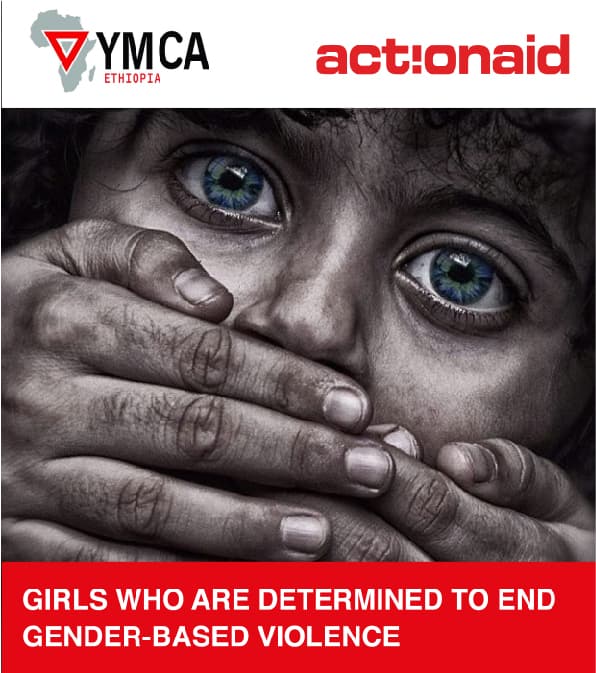 YMCA
ETHIOPIA
act!onaid
GIRLS WHO ARE DETERMINED TO END
GENDER-BASED VIOLENCE